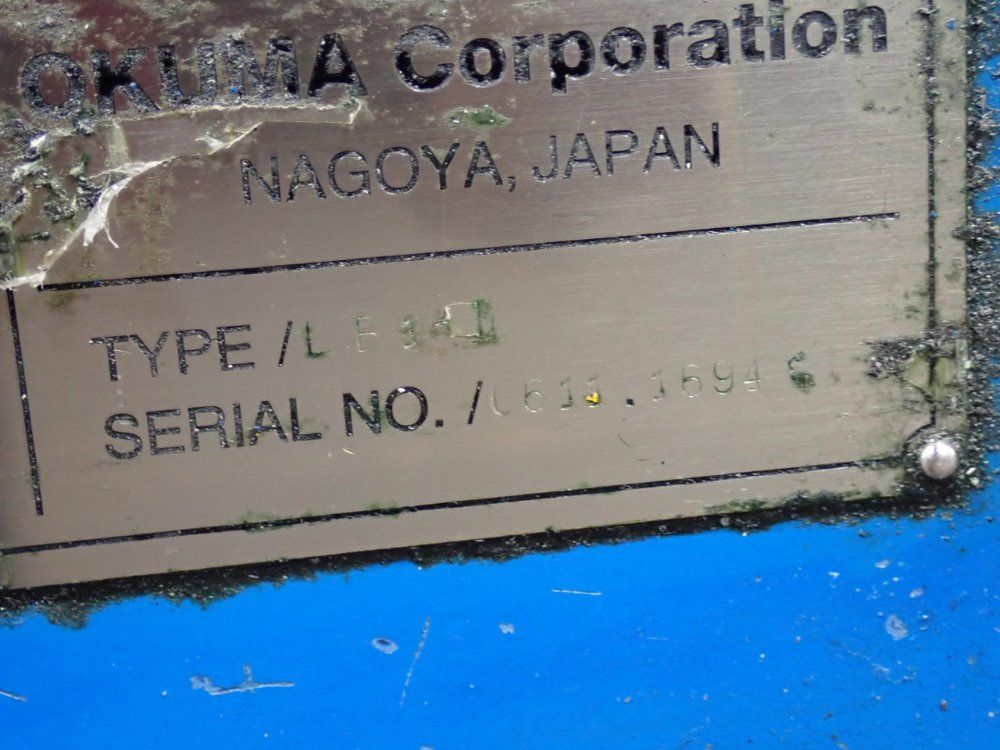 OKUMA Corporation
NAGOYA, JAPAN
TYPE /
SERIAL NO. /